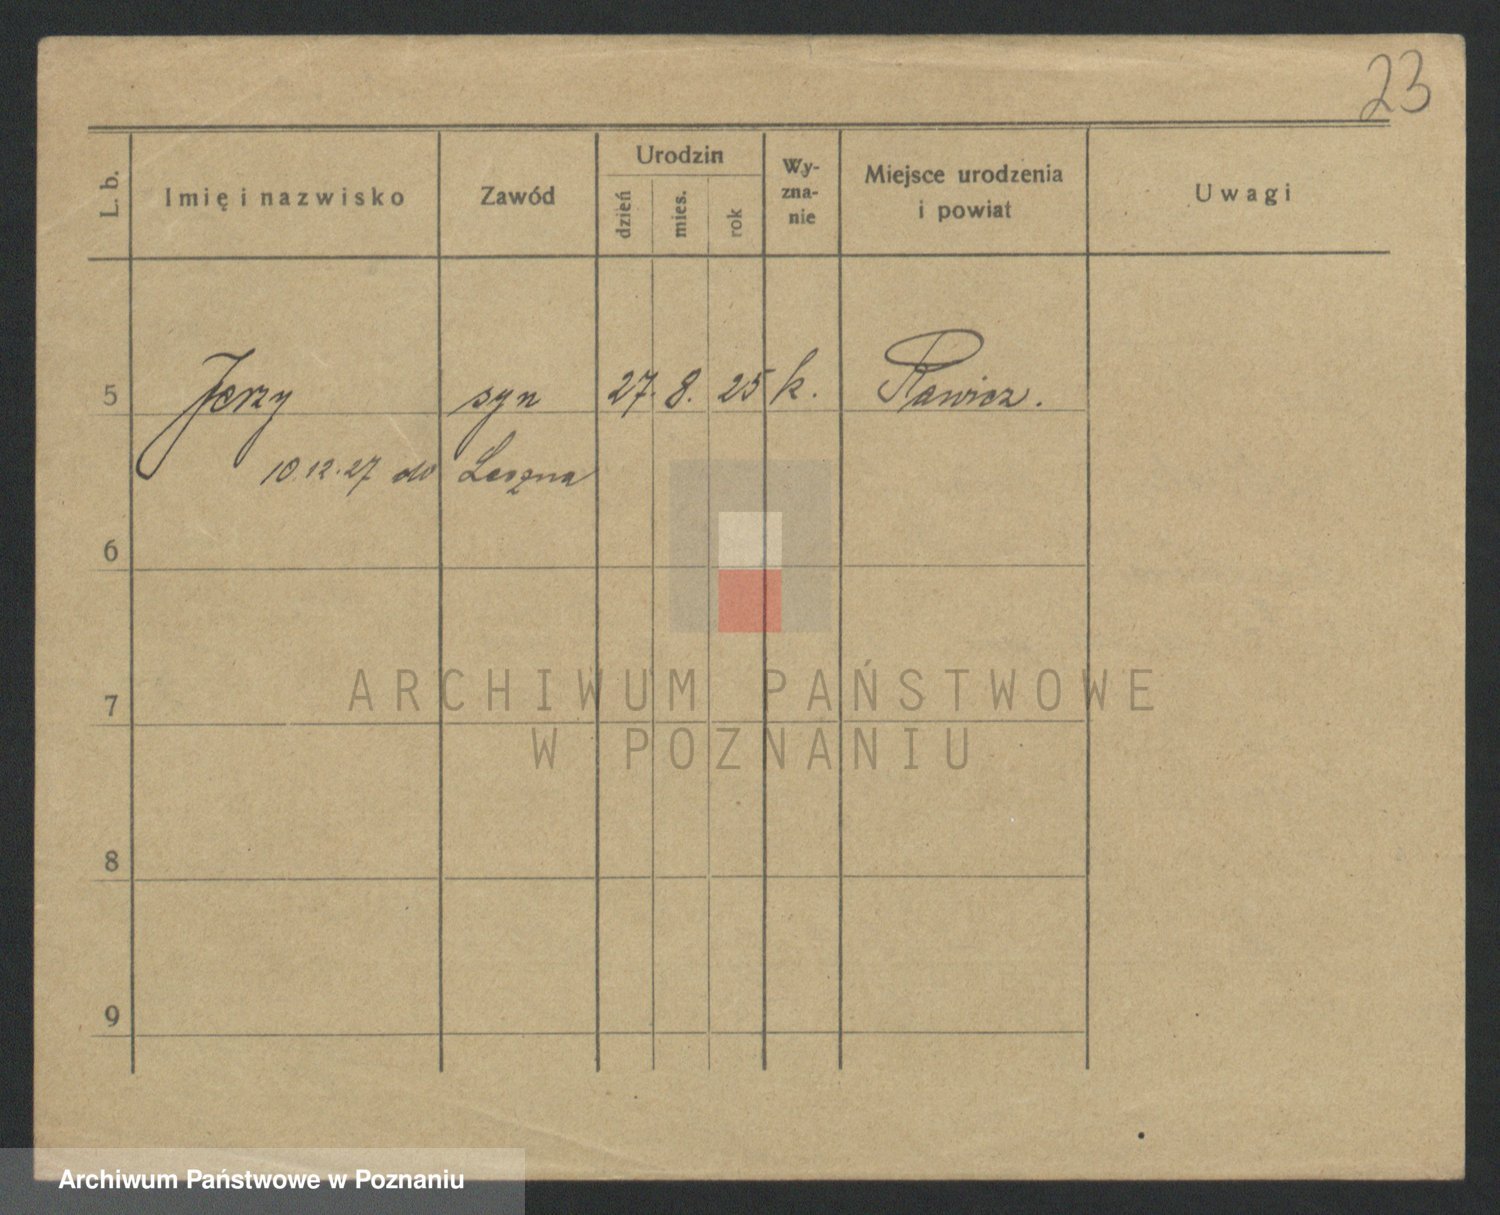 23
L. b. Imię i nazwisko Zawód Urodzin dzień mies. rok Wy-zna-nie Miejsce urodzenia i powiat Uwagi
5 Jerzy syn 27. 8. 25 k. Rawicz.
10.12.27 do Leszna
6
7
8
9
ARCHIWUM PAŃSTWOWE
W POZNANIU
Archiwum Państwowe w Poznaniu